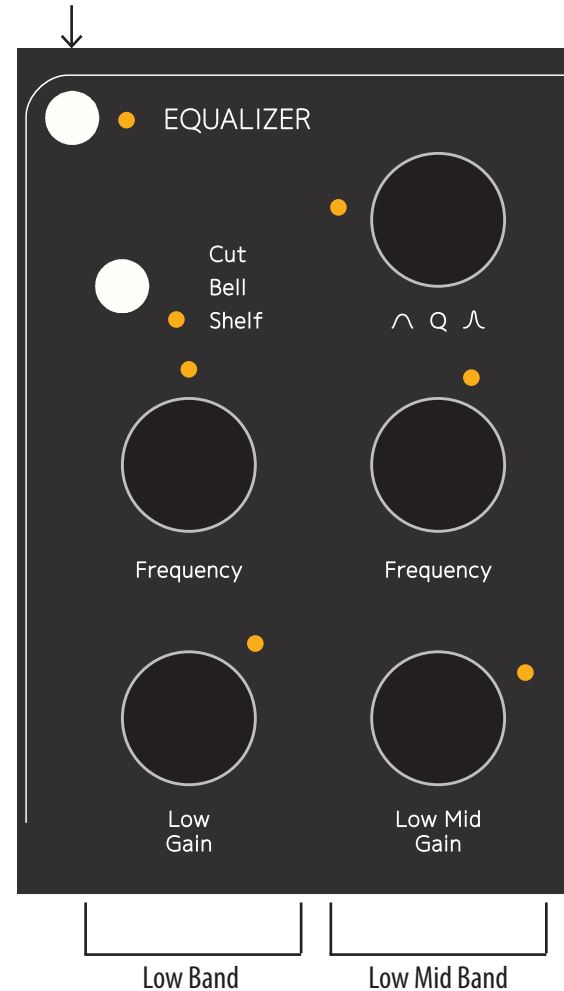 EQUALIZER
Cut
Bell
Shelf
Q
Frequency
Frequency
Low
Gain
Low Mid
Gain
Low Band
Low Mid Band